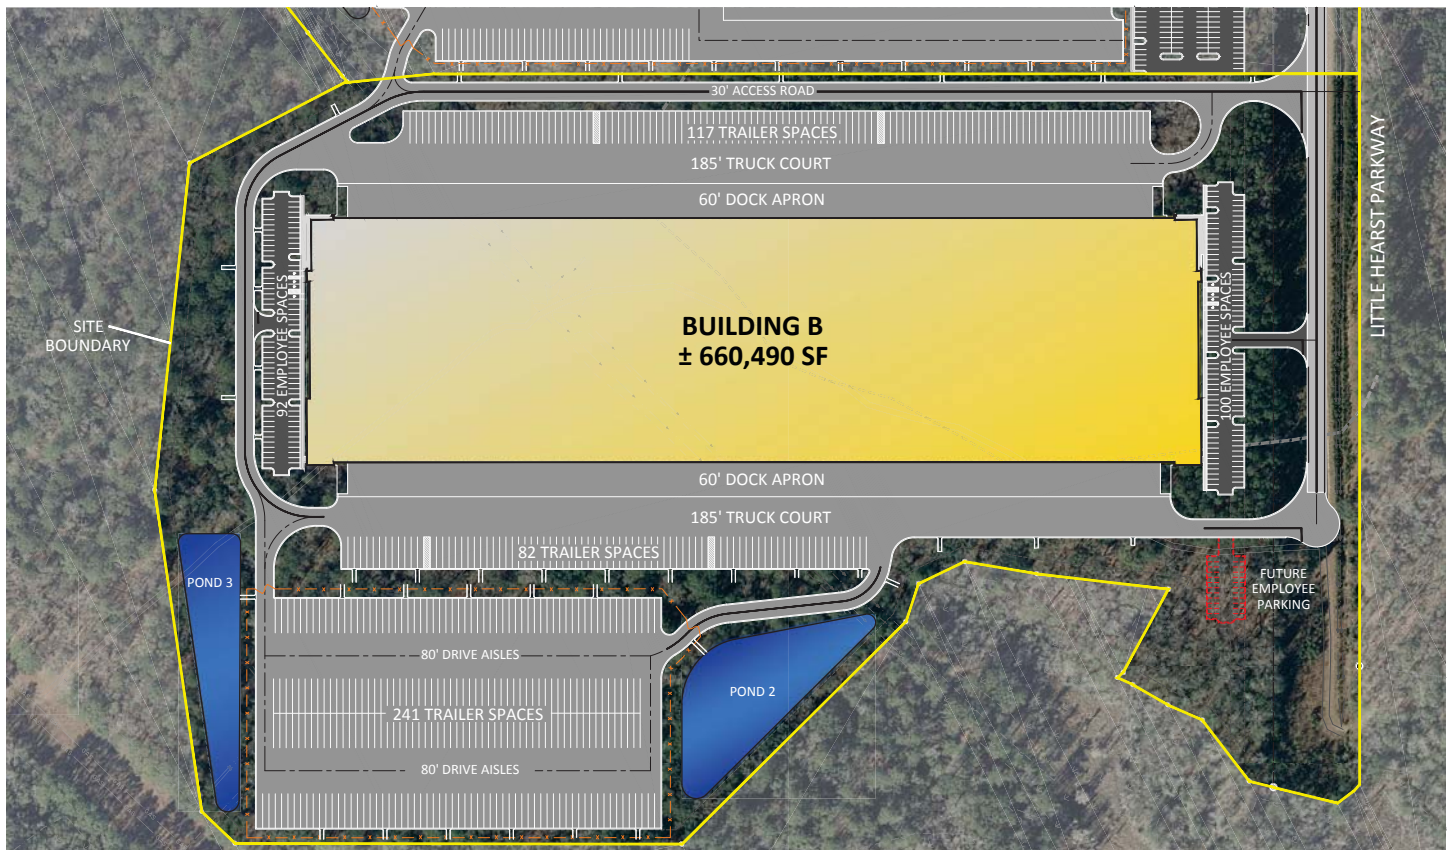 30' ACCESS ROAD
117 TRAILER SPACES
185' TRUCK COURT
60' DOCK APRON
LITTLE HEARST PARKWAY
SITE
BOUNDARY
92 EMPLOYEE SPACES
BUILDING B
± 660,490 SF
100 EMPLOYEE SPACES
60' DOCK APRON
185' TRUCK COURT
82 TRAILER SPACES
POND 3
FUTURE
EMPLOYEE
PARKING
80' DRIVE AISLES
POND 2
241 TRAILER SPACES
80' DRIVE AISLES